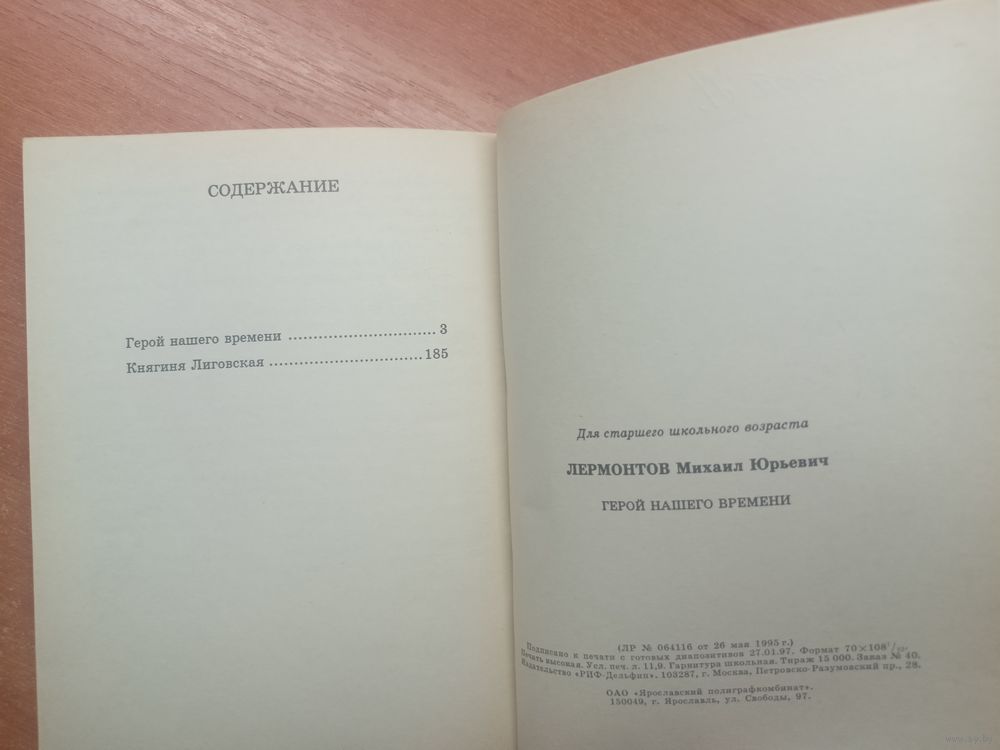 СОДЕРЖАНИЕ
Герой нашего времени ............................. 3
Княгиня Лиговская .............................. 185
Для старшего школьного возраста
ЛЕРМОНТОВ Михаил Юрьевич
ГЕРОЙ НАШЕГО ВРЕМЕНИ
(ЛР № 064116 от 26 мая 1995 г.)
Подписано к печати с готовых диапозитивов 27.01.97. Формат 70×108 1/32.
Печать высокая. Усл. печ. л. 11,9. Гарнитура школьная. Тираж 15 000. Заказ № 40.
Издательство «РИФ-Дельфин». 103287, г. Москва, Петровско-Разумовский пр., 28.
ОАО «Ярославский полиграфкомбинат».
150049, г. Ярославль, ул. Свободы, 97.